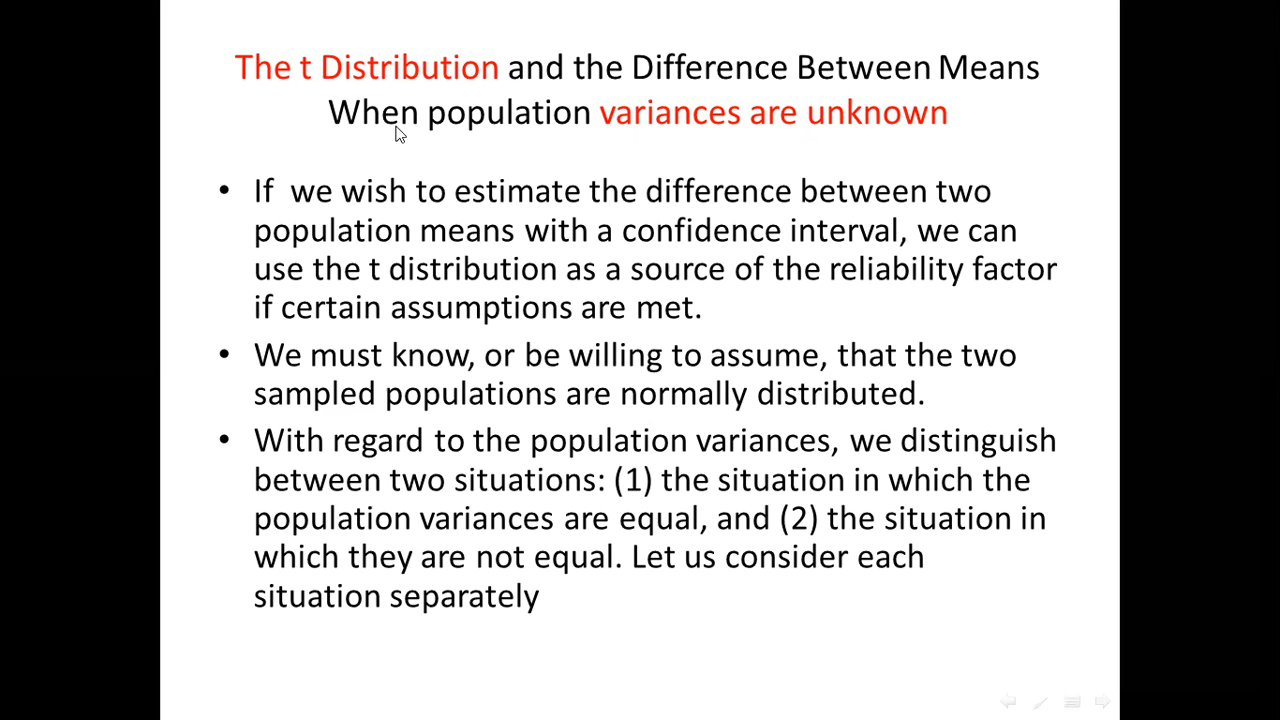 The t Distribution and the Difference Between Means
When population variances are unknown
• If  we wish to estimate the difference between two
population means with a confidence interval, we can
use the t distribution as a source of the reliability factor
if certain assumptions are met.
• We must know, or be willing to assume, that the two
sampled populations are normally distributed.
• With regard to the population variances, we distinguish
between two situations: (1) the situation in which the
population variances are equal, and (2) the situation in
which they are not equal. Let us consider each
situation separately